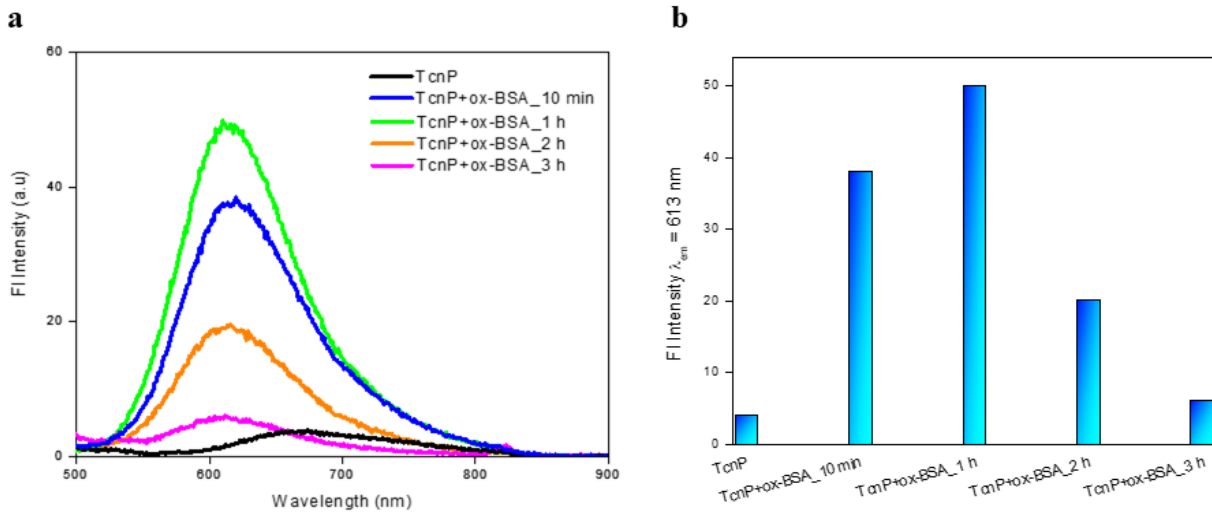 a
60
40
20
0
500
600
700
800
900
Fl Intensity (a.u)
Wavelength (nm)
TcnP
TcnP+ox-BSA_10 min
TcnP+ox-BSA_1 h
TcnP+ox-BSA_2 h
TcnP+ox-BSA_3 h
b
50
40
30
20
10
0
Fl Intensity λem = 613 nm
TcnP
TcnP+ox-BSA_10 min
TcnP+ox-BSA_1 h
TcnP+ox-BSA_2 h
TcnP+ox-BSA_3 h